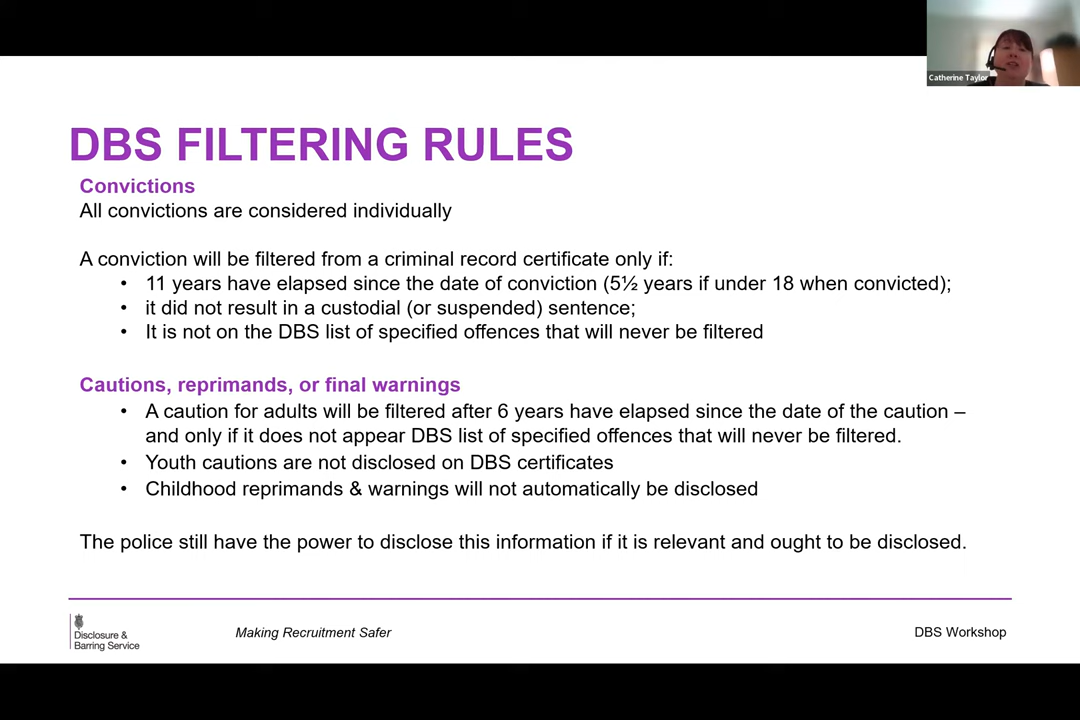 Catherine Taylor
DBS FILTERING RULES
Convictions
All convictions are considered individually
A conviction will be filtered from a criminal record certificate only if:
• 11 years have elapsed since the date of conviction (5½ years if under 18 when convicted);
• it did not result in a custodial (or suspended) sentence;
• It is not on the DBS list of specified offences that will never be filtered
Cautions, reprimands, or final warnings
• A caution for adults will be filtered after 6 years have elapsed since the date of the caution –
and only if it does not appear DBS list of specified offences that will never be filtered.
• Youth cautions are not disclosed on DBS certificates
• Childhood reprimands & warnings will not automatically be disclosed
The police still have the power to disclose this information if it is relevant and ought to be disclosed.
Disclosure &
Barring Service
Making Recruitment Safer
DBS Workshop